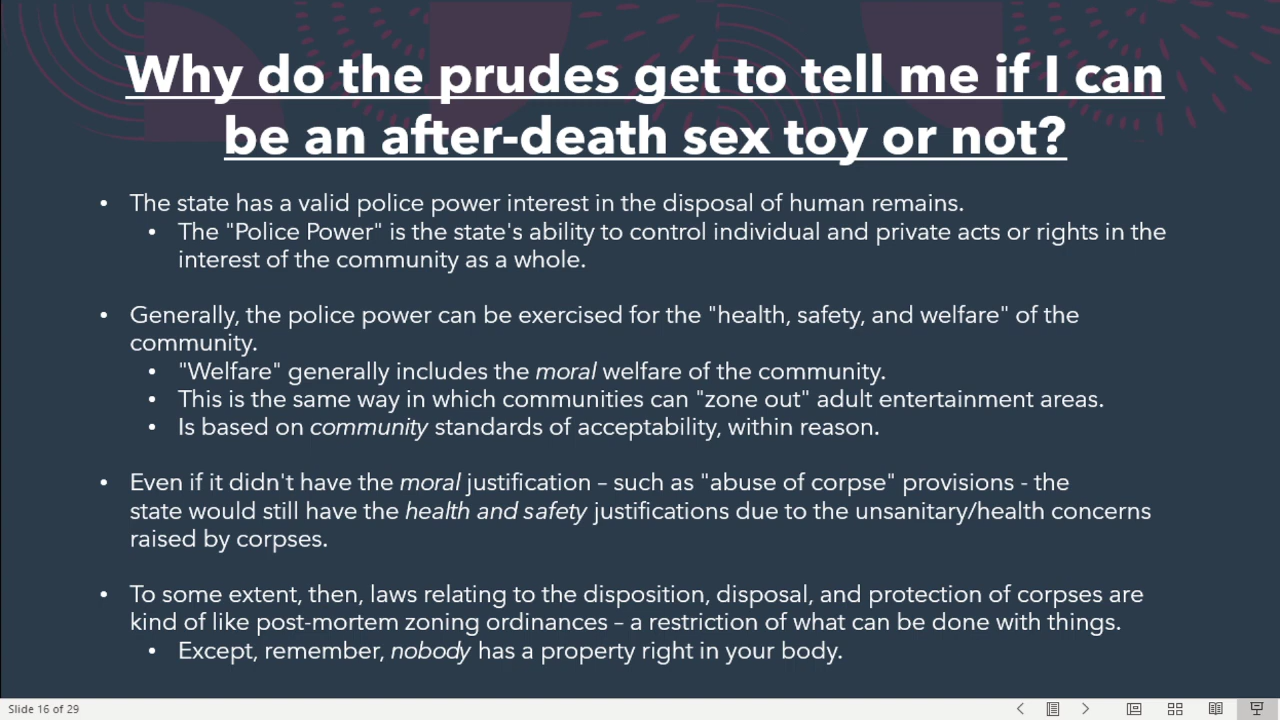 Why do the prudes get to tell me if I can
be an after-death sex toy or not?
• The state has a valid police power interest in the disposal of human remains.
• The "Police Power" is the state's ability to control individual and private acts or rights in the
interest of the community as a whole.
• Generally, the police power can be exercised for the "health, safety, and welfare" of the
community.
• "Welfare" generally includes the moral welfare of the community.
• This is the same way in which communities can "zone out" adult entertainment areas.
• Is based on community standards of acceptability, within reason.
• Even if it didn't have the moral justification – such as "abuse of corpse" provisions - the
state would still have the health and safety justifications due to the unsanitary/health concerns
raised by corpses.
• To some extent, then, laws relating to the disposition, disposal, and protection of corpses are
kind of like post-mortem zoning ordinances – a restriction of what can be done with things.
• Except, remember, nobody has a property right in your body.
Slide 16 of 29